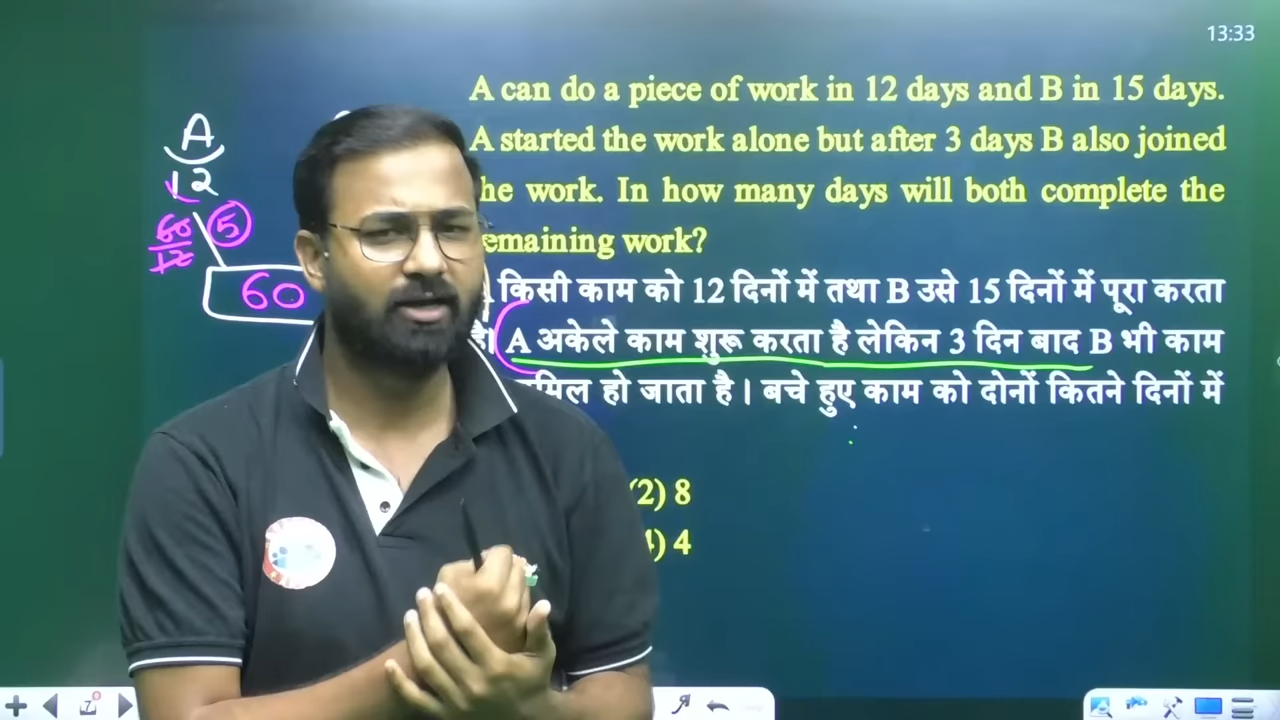 13:33
A can do a piece of work in 12 days and B in 15 days.
A started the work alone but after 3 days B also joined
the work. In how many days will both complete the
remaining work?
किसी काम को 12 दिनों में तथा B उसे 15 दिनों में पूरा करता
है। A अकेले काम शुरू करता है लेकिन 3 दिन बाद B भी काम
हो जाता है। बचे हुए काम को दोनों कितने दिनों में
(2) 8
4) 4
A
12
5
60